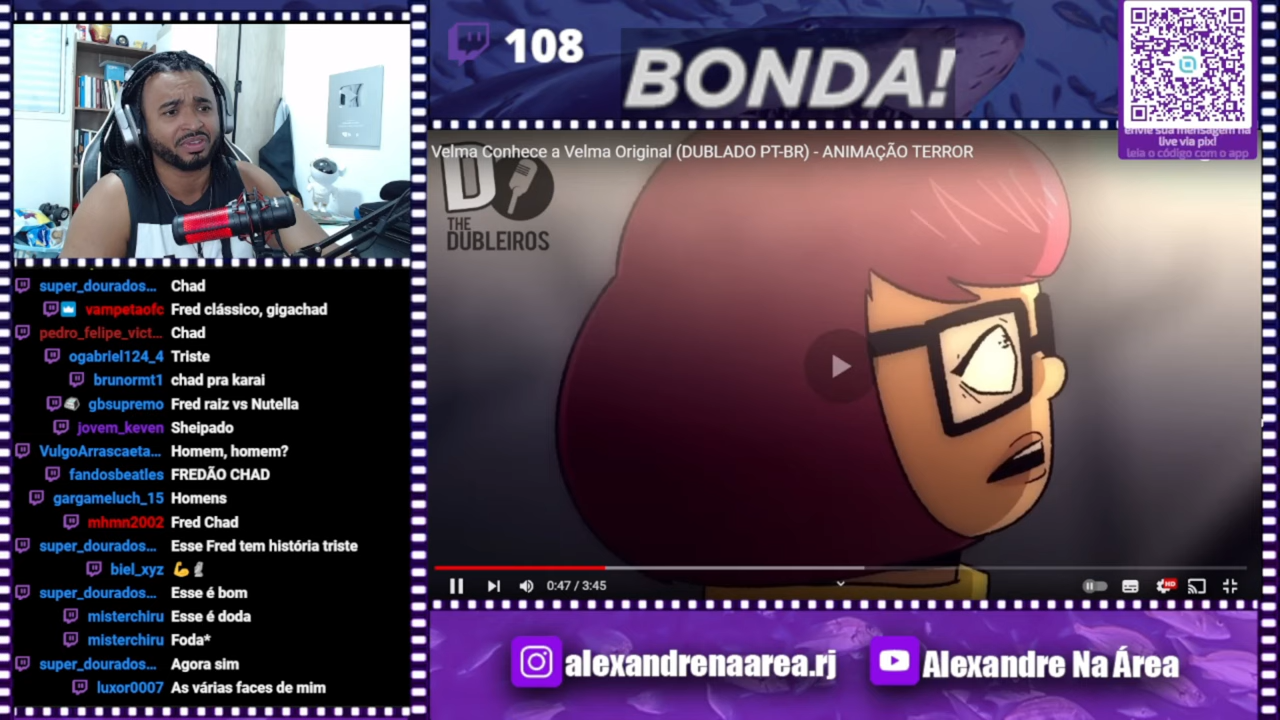 108
BONDA!
envie sua mensagem na
live via pix!
leia o código com o app
Velma Conhece a Velma Original (DUBLADO PT-BR) - ANIMAÇÃO TERROR
D
THE
DUBLEIROS
super_dourados... Chad
vampetaofc Fred clássico, gigachad
pedro_felipe_vict... Chad
ogabriel124_4 Triste
brunormt1 chad pra karai
gbsupremo Fred raiz vs Nutella
jovem_keven Sheipado
VulgoArrascaeta... Homem, homem?
fandosbeatles FREDÃO CHAD
gargameluch_15 Homens
mhmn2002 Fred Chad
super_dourados... Esse Fred tem história triste
biel_xyz 💪🗿
super_dourados... Esse é bom
misterchiru Esse é doda
misterchiru Foda*
super_dourados... Agora sim
luxor0007 As várias faces de mim
0:47 / 3:45
HD
alexandrenaarea.rj
Alexandre Na Área